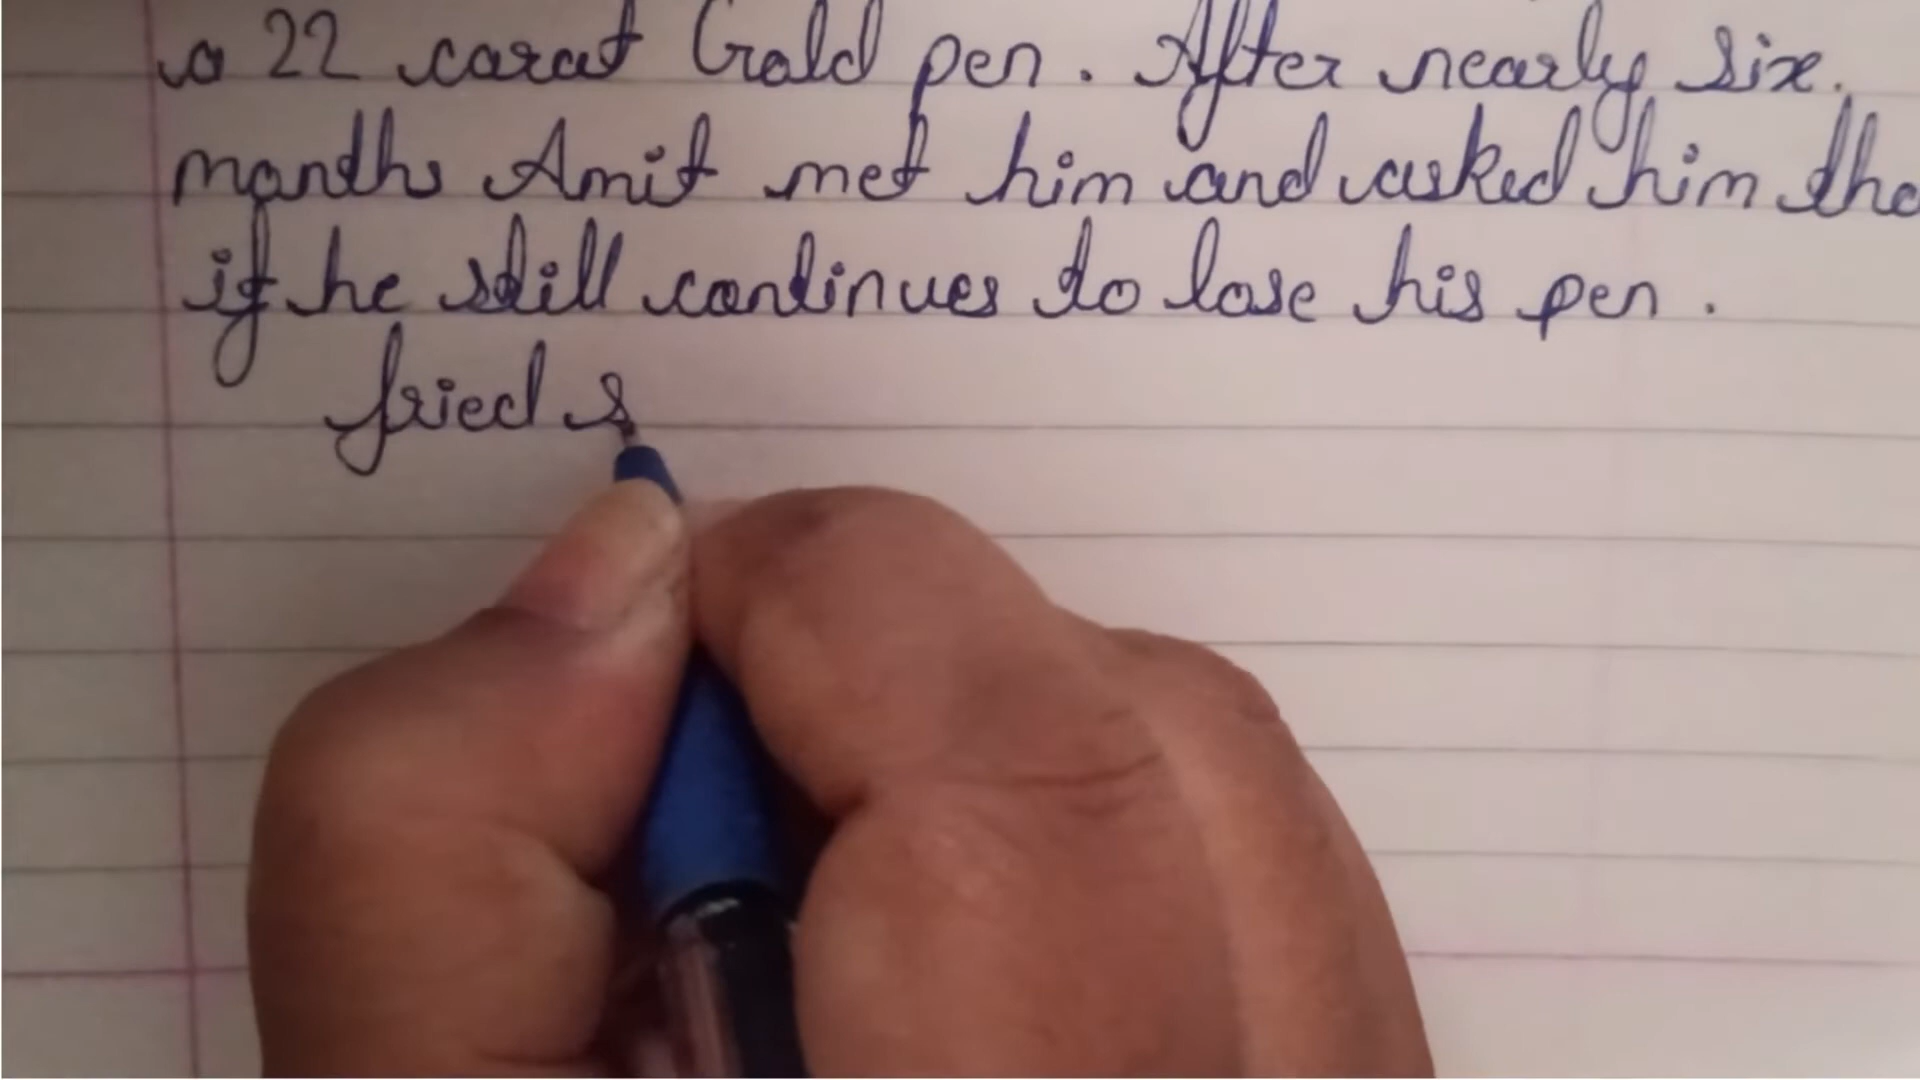 a 22 carat Gold pen. After nearly six.
months Amit met him and asked him tha
if he still continues to lose his pen.
fried s